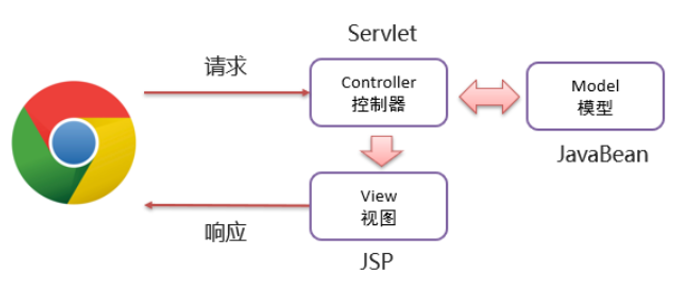 Servlet
请求
Controller
控制器
Model
模型
JavaBean
View
视图
响应
JSP